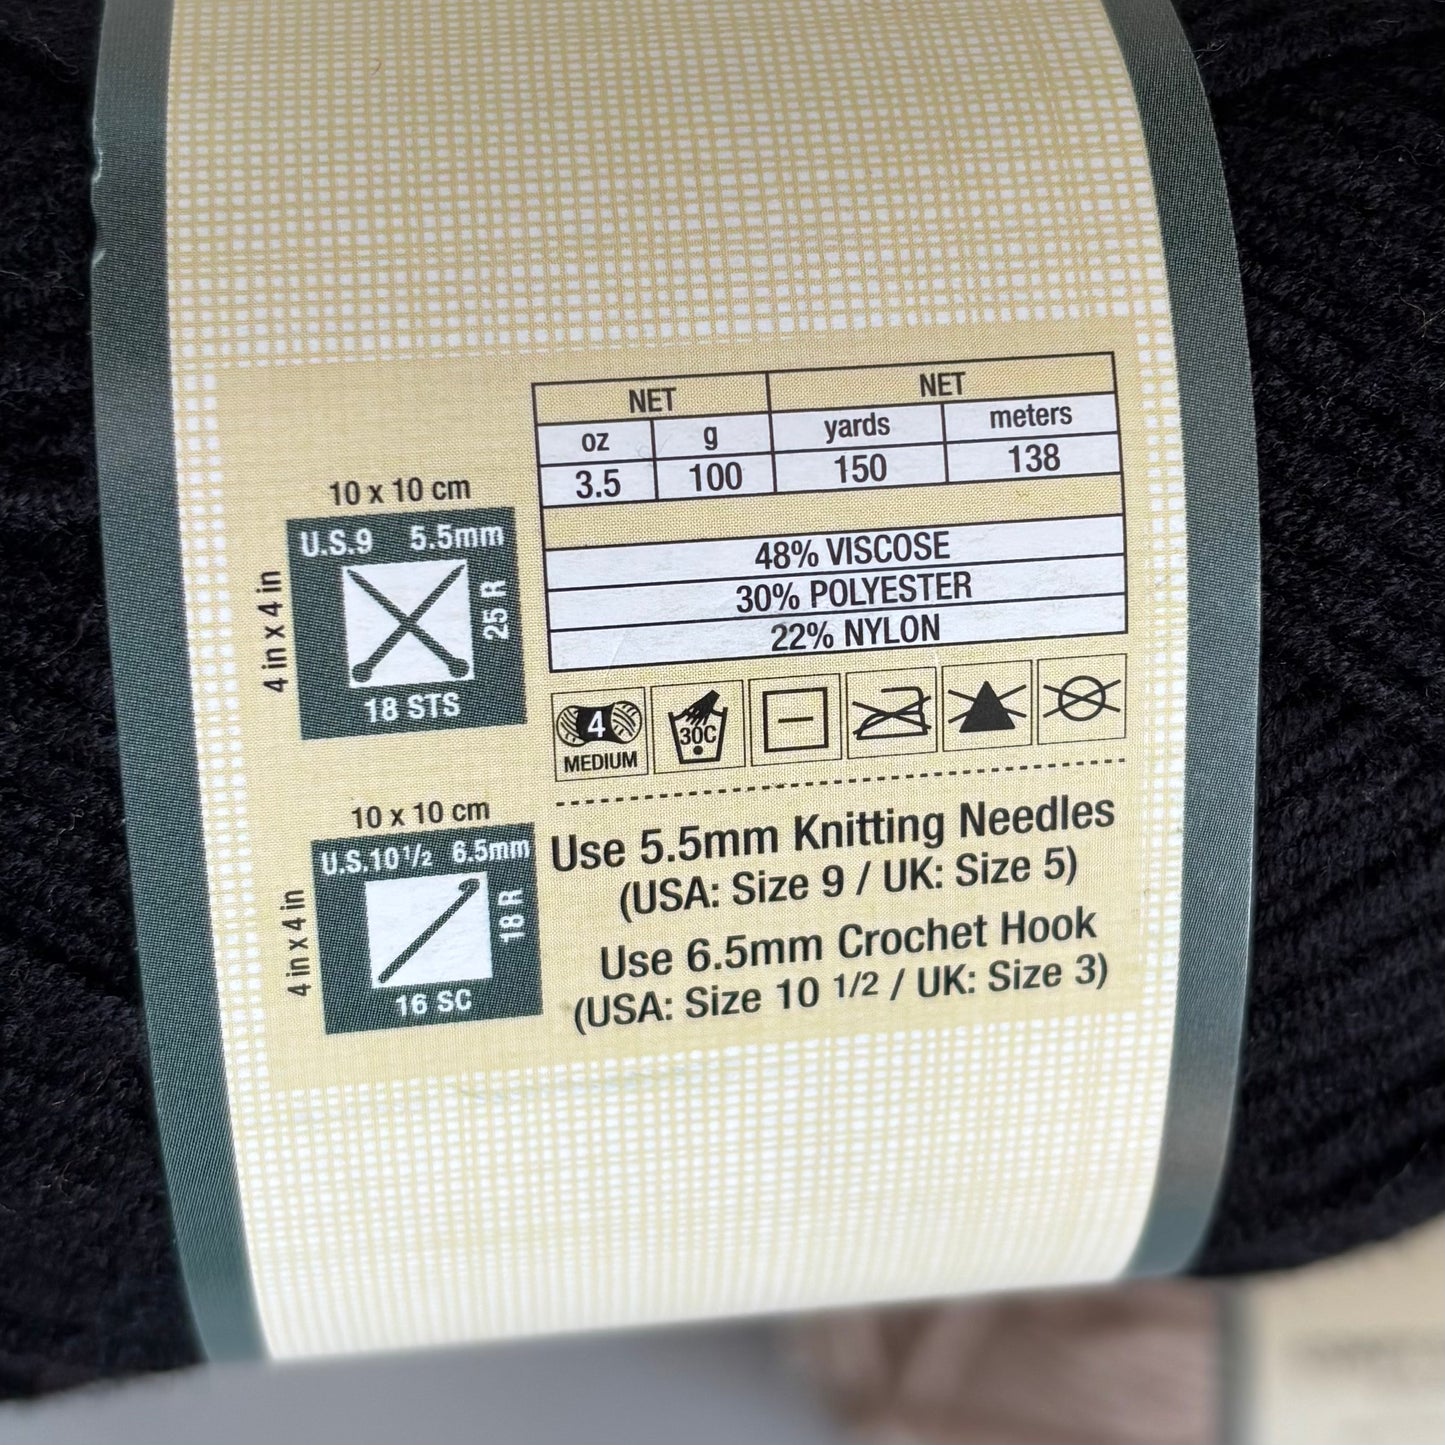 NET NET
oz g yards meters
3.5 100 150 138
48% VISCOSE
30% POLYESTER
22% NYLON
10 x 10 cm
4 in x 4 in
U.S.9 5.5mm
25 R
18 STS
4
MEDIUM
30C
10 x 10 cm
4 in x 4 in
U.S.10 1/2 6.5mm
18 R
16 SC
Use 5.5mm Knitting Needles
(USA: Size 9 / UK: Size 5)
Use 6.5mm Crochet Hook
(USA: Size 10 1/2 / UK: Size 3)